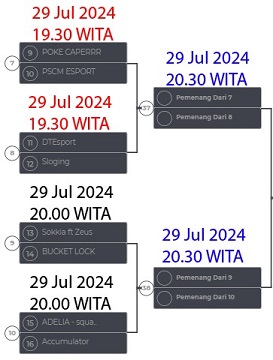 29 Jul 2024
19.30 WITA
7
9 POKE CAPERRR
10 PSCM ESPORT
29 Jul 2024
19.30 WITA
8
11 DTEsport
12 Sloging
29 Jul 2024
20.30 WITA
37
Pemenang Dari 7
Pemenang Dari 8
29 Jul 2024
20.00 WITA
9
13 Sokkia ft Zeus
14 BUCKET LOCK
29 Jul 2024
20.00 WITA
10
15 ADELIA - squa..
16 Accumulator
29 Jul 2024
20.30 WITA
38
Pemenang Dari 9
Pemenang Dari 10